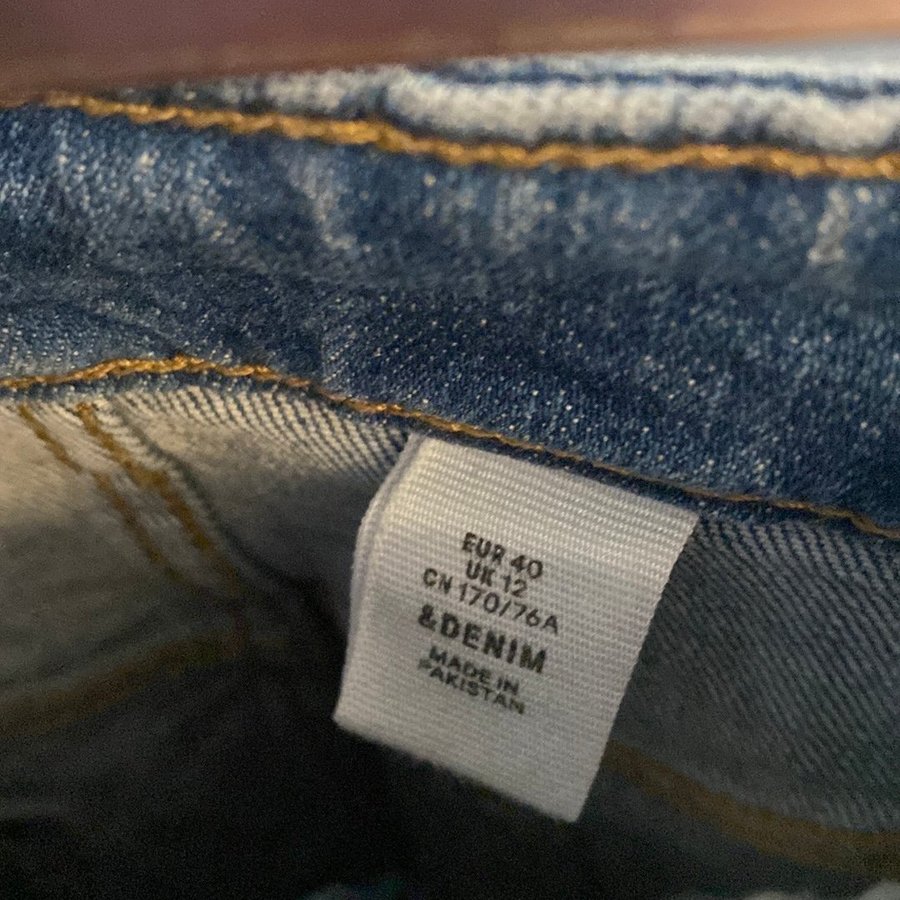 EUR 40
UK 12
CN 170/76A
&DENIM
MADE IN
PAKISTAN